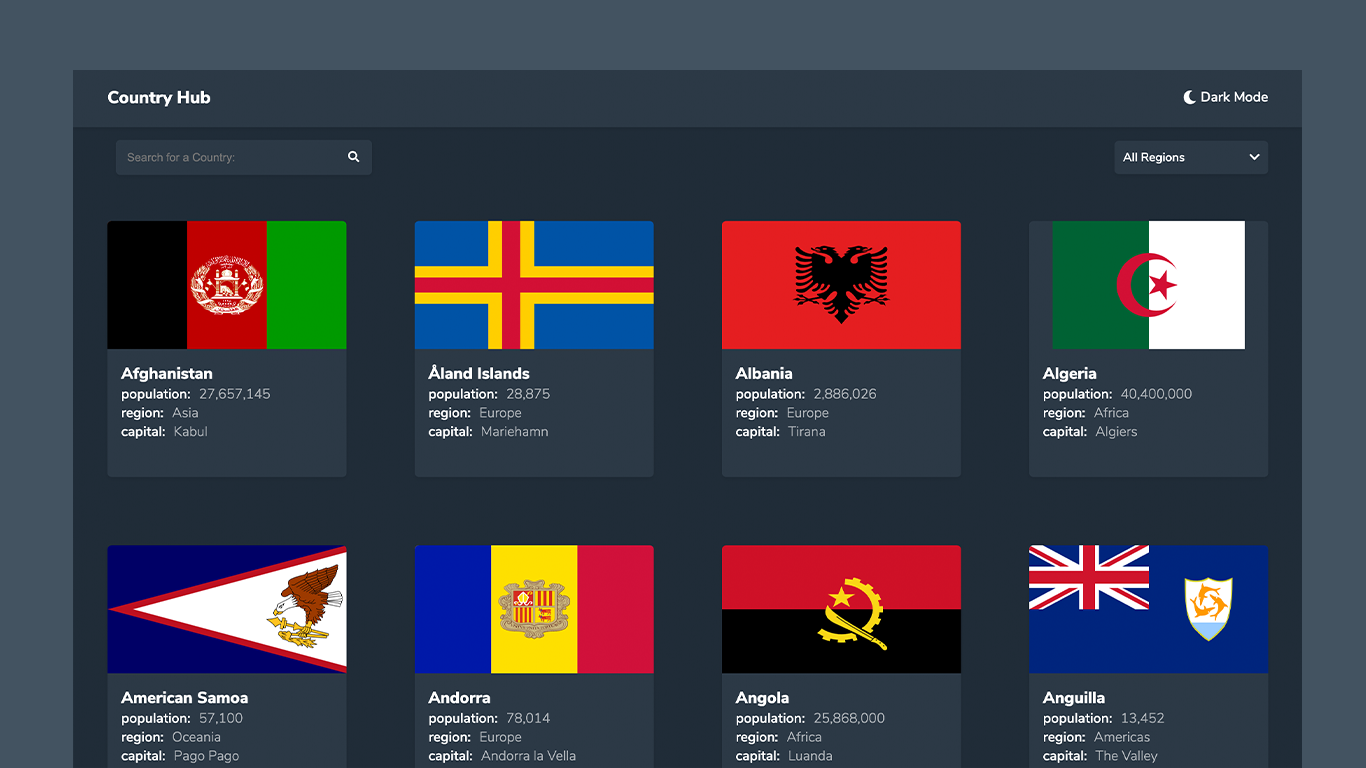 Country Hub
Dark Mode
Search for a Country:
All Regions
Afghanistan
population: 27,657,145
region: Asia
capital: Kabul
Åland Islands
population: 28,875
region: Europe
capital: Mariehamn
Albania
population: 2,886,026
region: Europe
capital: Tirana
Algeria
population: 40,400,000
region: Africa
capital: Algiers
American Samoa
population: 57,100
region: Oceania
capital: Pago Pago
Andorra
population: 78,014
region: Europe
capital: Andorra la Vella
Angola
population: 25,868,000
region: Africa
capital: Luanda
Anguilla
population: 13,452
region: Americas
capital: The Valley